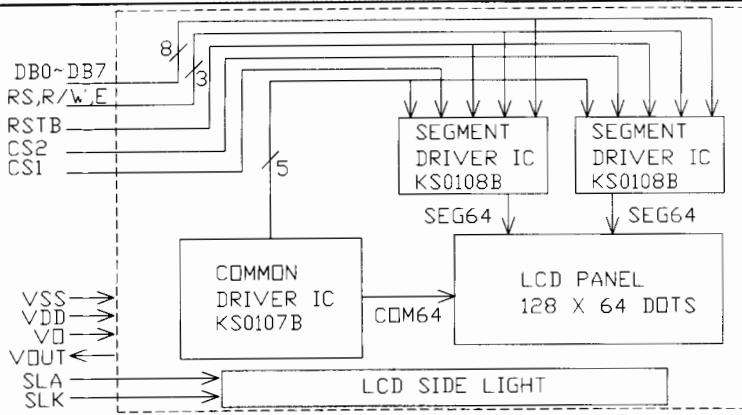 8
DB0~DB7
3
RS,R/W,E
RSTB
CS2
CS1
5
SEGMENT
DRIVER IC
KS0108B
SEGMENT
DRIVER IC
KS0108B
SEG64
SEG64
COMMON
DRIVER IC
KS0107B
COM64
LCD PANEL
128 X 64 DOTS
VSS
VDD
VO
VOUT
SLA
SLK
LCD SIDE LIGHT